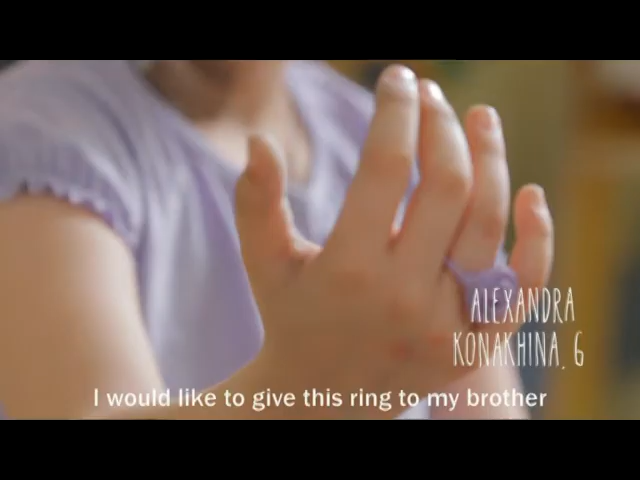 ALEXANDRA
KONAKHINA, 6
I would like to give this ring to my brother